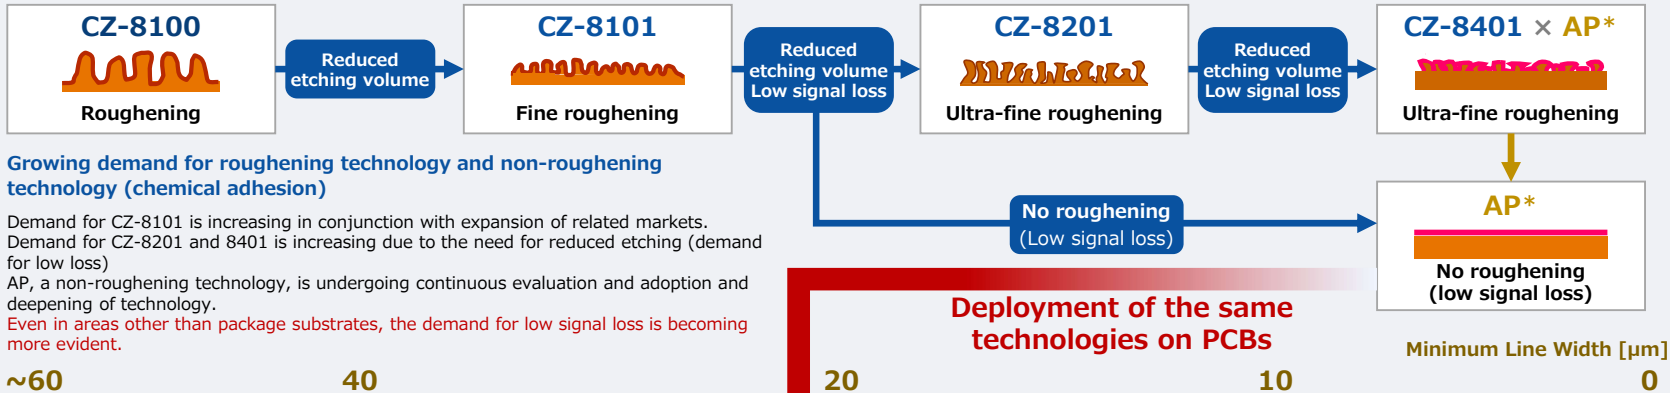 CZ-8100
Roughening
Reduced
etching volume
CZ-8101
Fine roughening
Reduced
etching volume
Low signal loss
CZ-8201
Ultra-fine roughening
Reduced
etching volume
Low signal loss
CZ-8401 × AP*
Ultra-fine roughening
Growing demand for roughening technology and non-roughening
technology (chemical adhesion)
Demand for CZ-8101 is increasing in conjunction with expansion of related markets.
Demand for CZ-8201 and 8401 is increasing due to the need for reduced etching (demand
for low loss)
AP, a non-roughening technology, is undergoing continuous evaluation and adoption and
deepening of technology.
Even in areas other than package substrates, the demand for low signal loss is becoming
more evident.
No roughening
(Low signal loss)
AP*
No roughening
(low signal loss)
Deployment of the same
technologies on PCBs
Minimum Line Width [μm]
~60 40 20 10 0